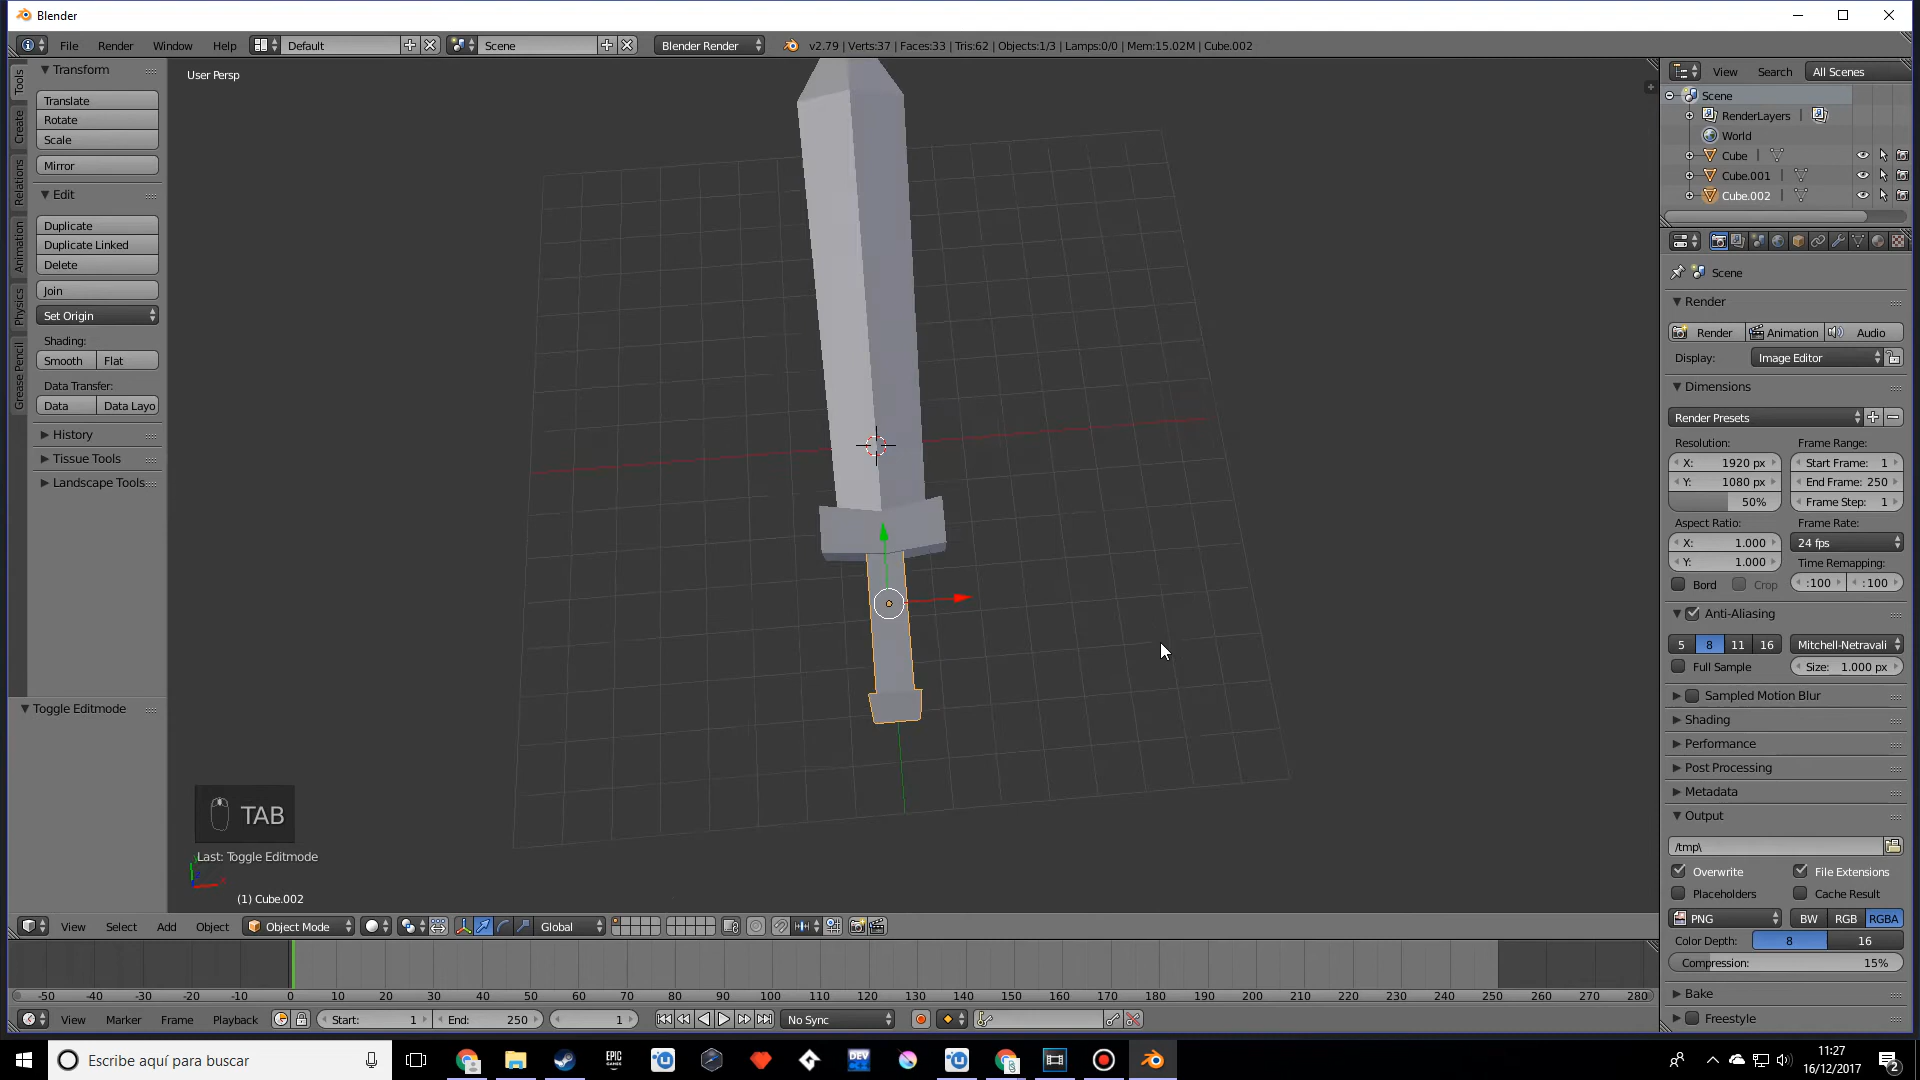 Blender
File Render Window Help Default Scene Blender Render v2.79 | Verts:37 | Faces:33 | Tris:62 | Objects:1/3 | Lamps:0/0 | Mem:15.02M | Cube.002
Tools
Create
Relations
Animation
Physics
Grease Pencil
Transform
Translate
Rotate
Scale
Mirror
Edit
Duplicate
Duplicate Linked
Delete
Join
Set Origin
Shading:
Smooth Flat
Data Transfer:
Data Data Layo
History
Tissue Tools
Landscape Tools
Toggle Editmode
User Persp
TAB
Last: Toggle Editmode
(1) Cube.002
View Select Add Object Object Mode Global
View Search All Scenes
Scene
RenderLayers
World
Cube
Cube.001
Cube.002
Scene
Render
Render Animation Audio
Display: Image Editor
Dimensions
Render Presets
Resolution: Frame Range:
X: 1920 px Start Frame: 1
Y: 1080 px End Frame: 250
50% Frame Step: 1
Aspect Ratio: Frame Rate:
X: 1.000 24 fps
Y: 1.000 Time Remapping:
Bord Crop :100 :100
Anti-Aliasing
5 8 11 16 Mitchell-Netravali
Full Sample Size: 1.000 px
Sampled Motion Blur
Shading
Performance
Post Processing
Metadata
Output
/tmp\
Overwrite File Extensions
Placeholders Cache Result
PNG BW RGB RGBA
Color Depth: 8 16
Compression: 15%
Bake
Freestyle
-50 -40 -30 -20 -10 0 10 20 30 40 50 60 70 80 90 100 110 120 130 140 150 160 170 180 190 200 210 220 230 240 250 260 270 280
View Marker Frame Playback Start: 1 End: 250 1 No Sync
Escribe aquí para buscar
EPIC GAMES
DEV
11:27
16/12/2017
2